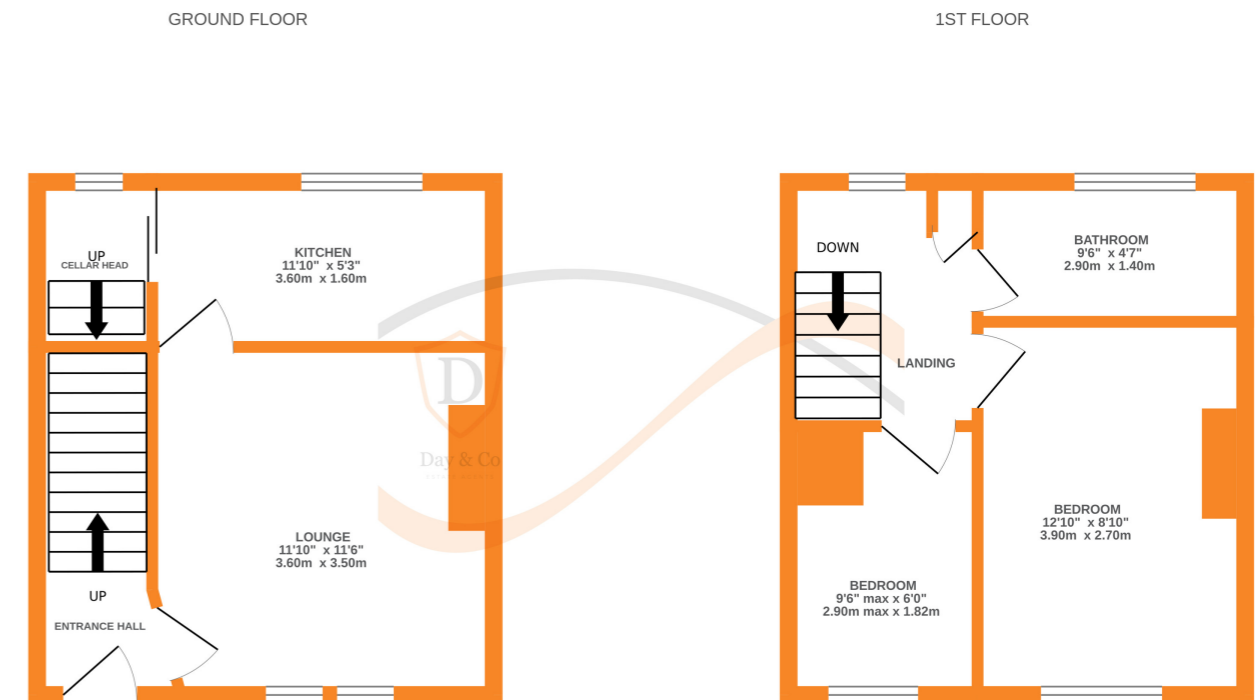 GROUND FLOOR
1ST FLOOR
UP
CELLAR HEAD
KITCHEN
11'10" x 5'3"
3.60m x 1.60m
LOUNGE
11'10" x 11'6"
3.60m x 3.50m
UP
ENTRANCE HALL
D
Day & Co
DOWN
BATHROOM
9'6" x 4'7"
2.90m x 1.40m
LANDING
BEDROOM
12'10" x 8'10"
3.90m x 2.70m
BEDROOM
9'6" max x 6'0"
2.90m max x 1.82m